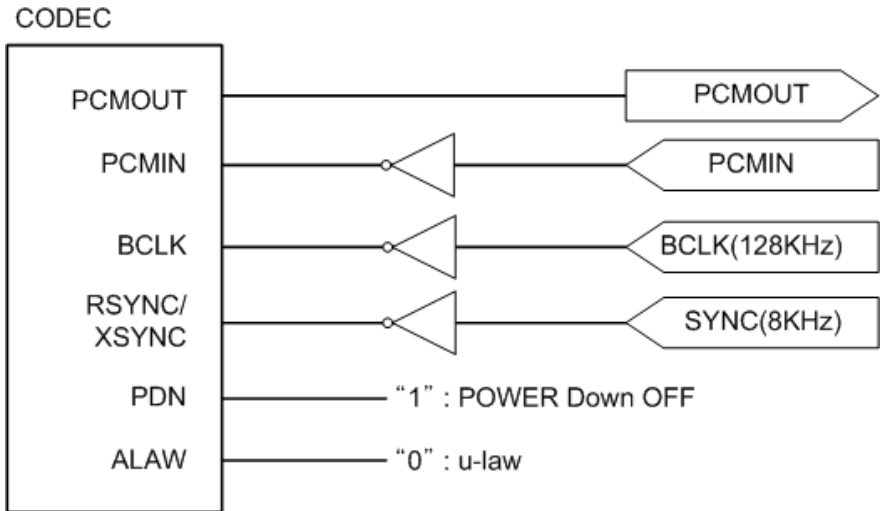 CODEC
PCMOUT PCMOUT
PCMIN PCMIN
BCLK BCLK(128KHz)
RSYNC/
XSYNC SYNC(8KHz)
PDN “1” : POWER Down OFF
ALAW “0” : u-law